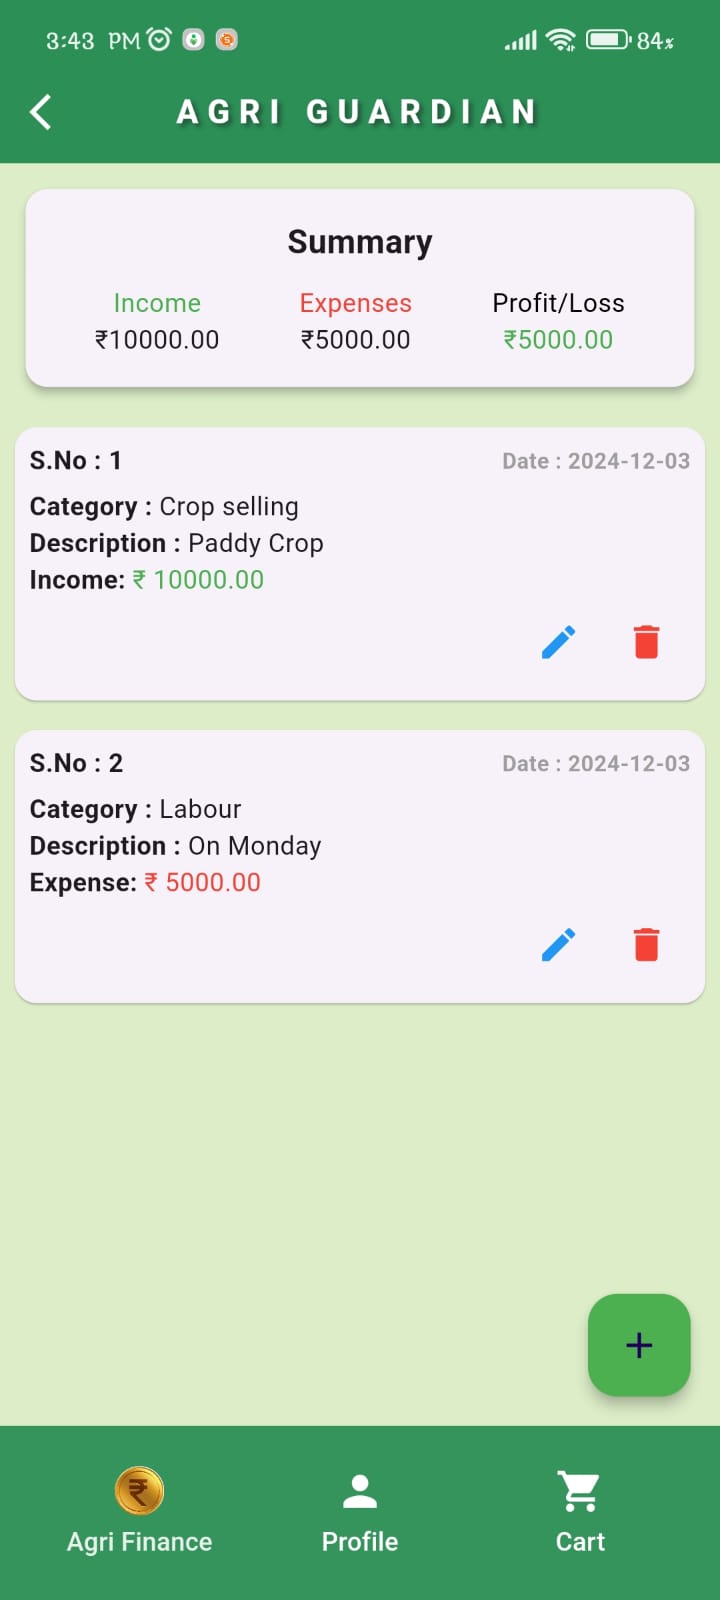 3:43 PM 84%
AGRI GUARDIAN
Summary
Income Expenses Profit/Loss
₹10000.00 ₹5000.00 ₹5000.00
S.No : 1 Date : 2024-12-03
Category : Crop selling
Description : Paddy Crop
Income: ₹ 10000.00
S.No : 2 Date : 2024-12-03
Category : Labour
Description : On Monday
Expense: ₹ 5000.00
+
₹
Agri Finance Profile Cart